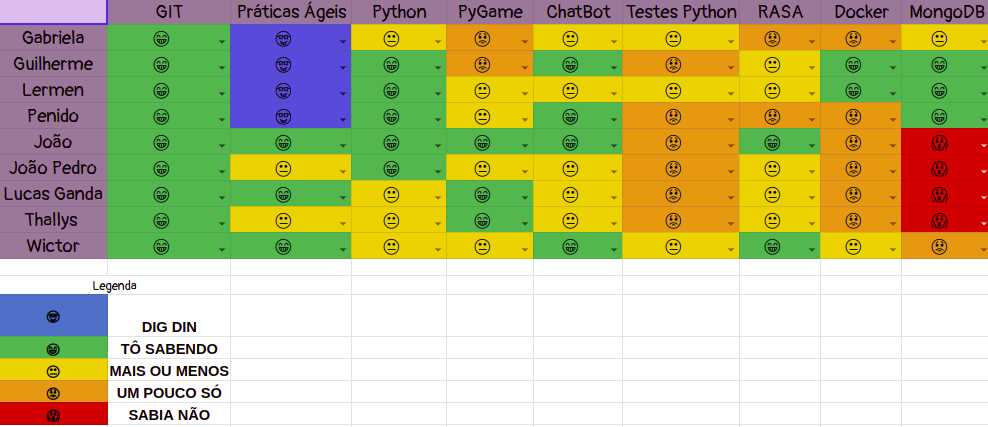 GIT Práticas Ágeis Python PyGame ChatBot Testes Python RASA Docker MongoDB
Gabriela
Guilherme
Lermen
Penido
João
João Pedro
Lucas Ganda
Thallys
Wictor
Legenda
DIG DIN
TÔ SABENDO
MAIS OU MENOS
UM POUCO SÓ
SABIA NÃO